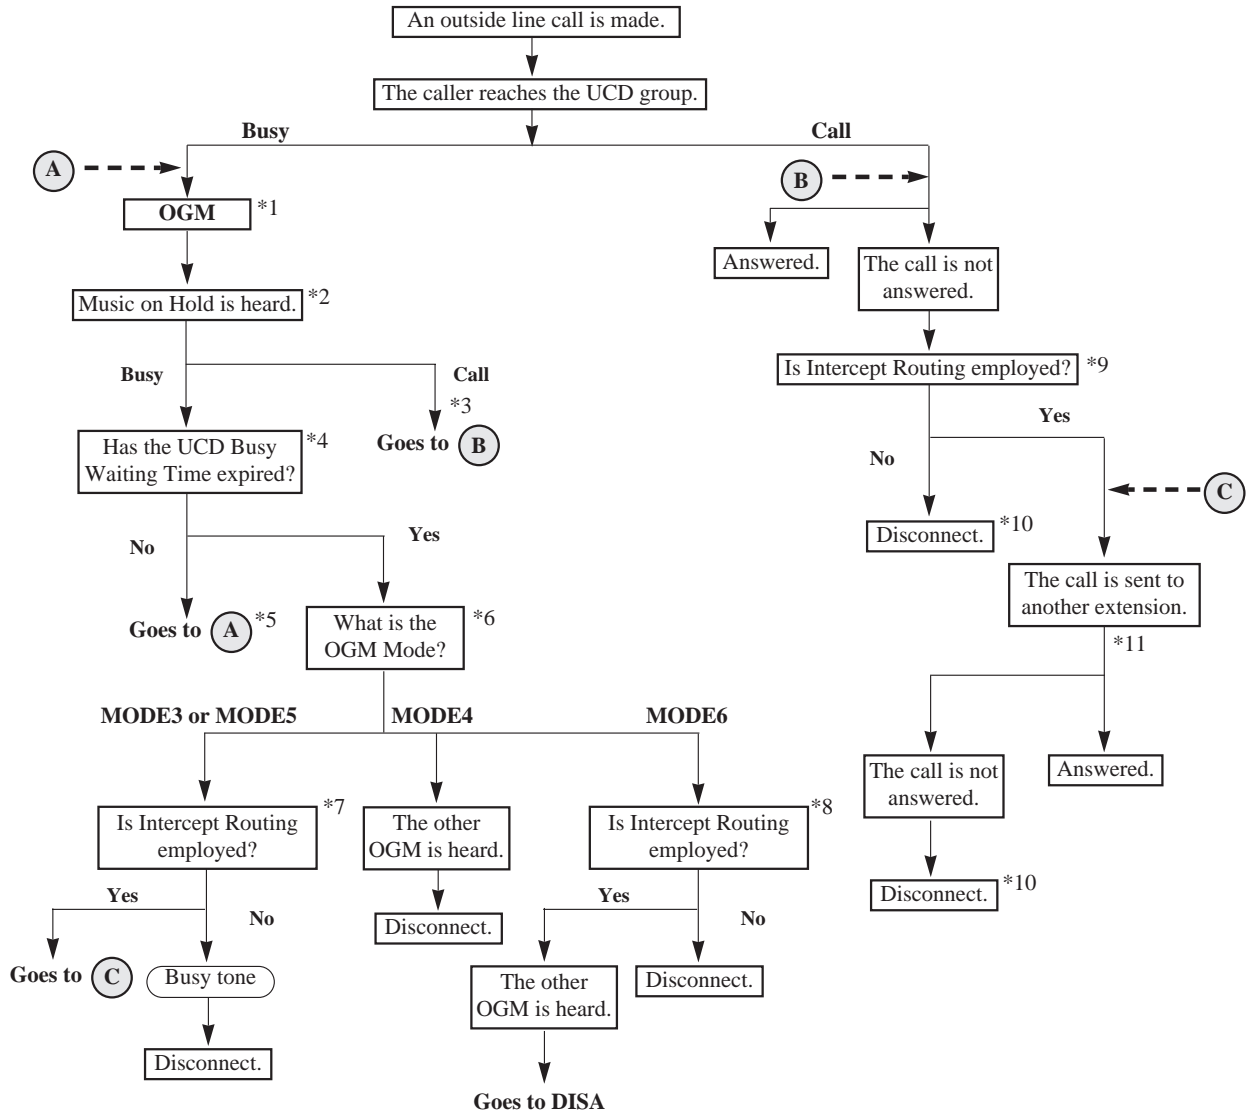 An outside line call is made.
The caller reaches the UCD group.
Busy
Call
A
B
OGM
*1
Answered.
The call is not
answered.
Music on Hold is heard.
*2
Is Intercept Routing employed?
*9
Busy
Call
*3
Goes to B
Yes
No
C
Has the UCD Busy
Waiting Time expired?
*4
Disconnect.
*10
No
Yes
The call is sent to
another extension.
*11
Goes to A
*5
What is the
OGM Mode?
*6
MODE3 or MODE5
MODE4
MODE6
The call is not
answered.
Answered.
Is Intercept Routing
employed?
*7
The other
OGM is heard.
Is Intercept Routing
employed?
*8
Disconnect.
*10
Yes
No
Disconnect.
Yes
No
Goes to C
Busy tone
The other
OGM is heard.
Disconnect.
Disconnect.
Goes to DISA